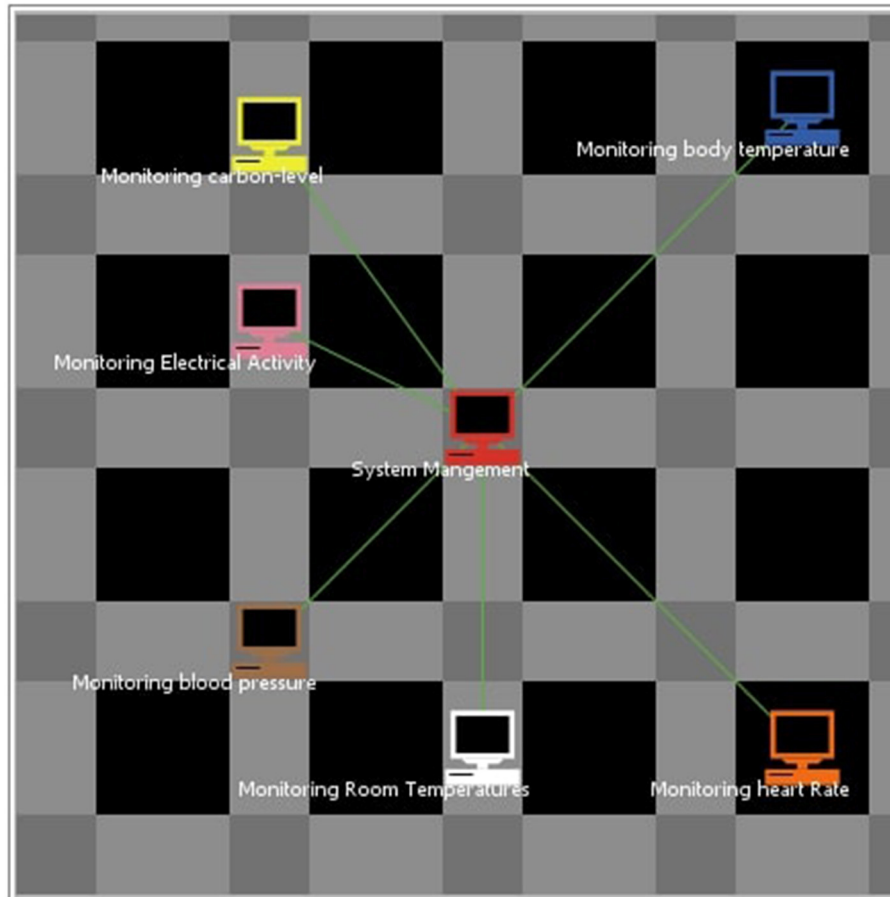 Monitoring body temperature
Monitoring carbon-level
Monitoring Electrical Activity
System Mangement
Monitoring blood pressure
Monitoring Room Temperatures
Monitoring heart Rate